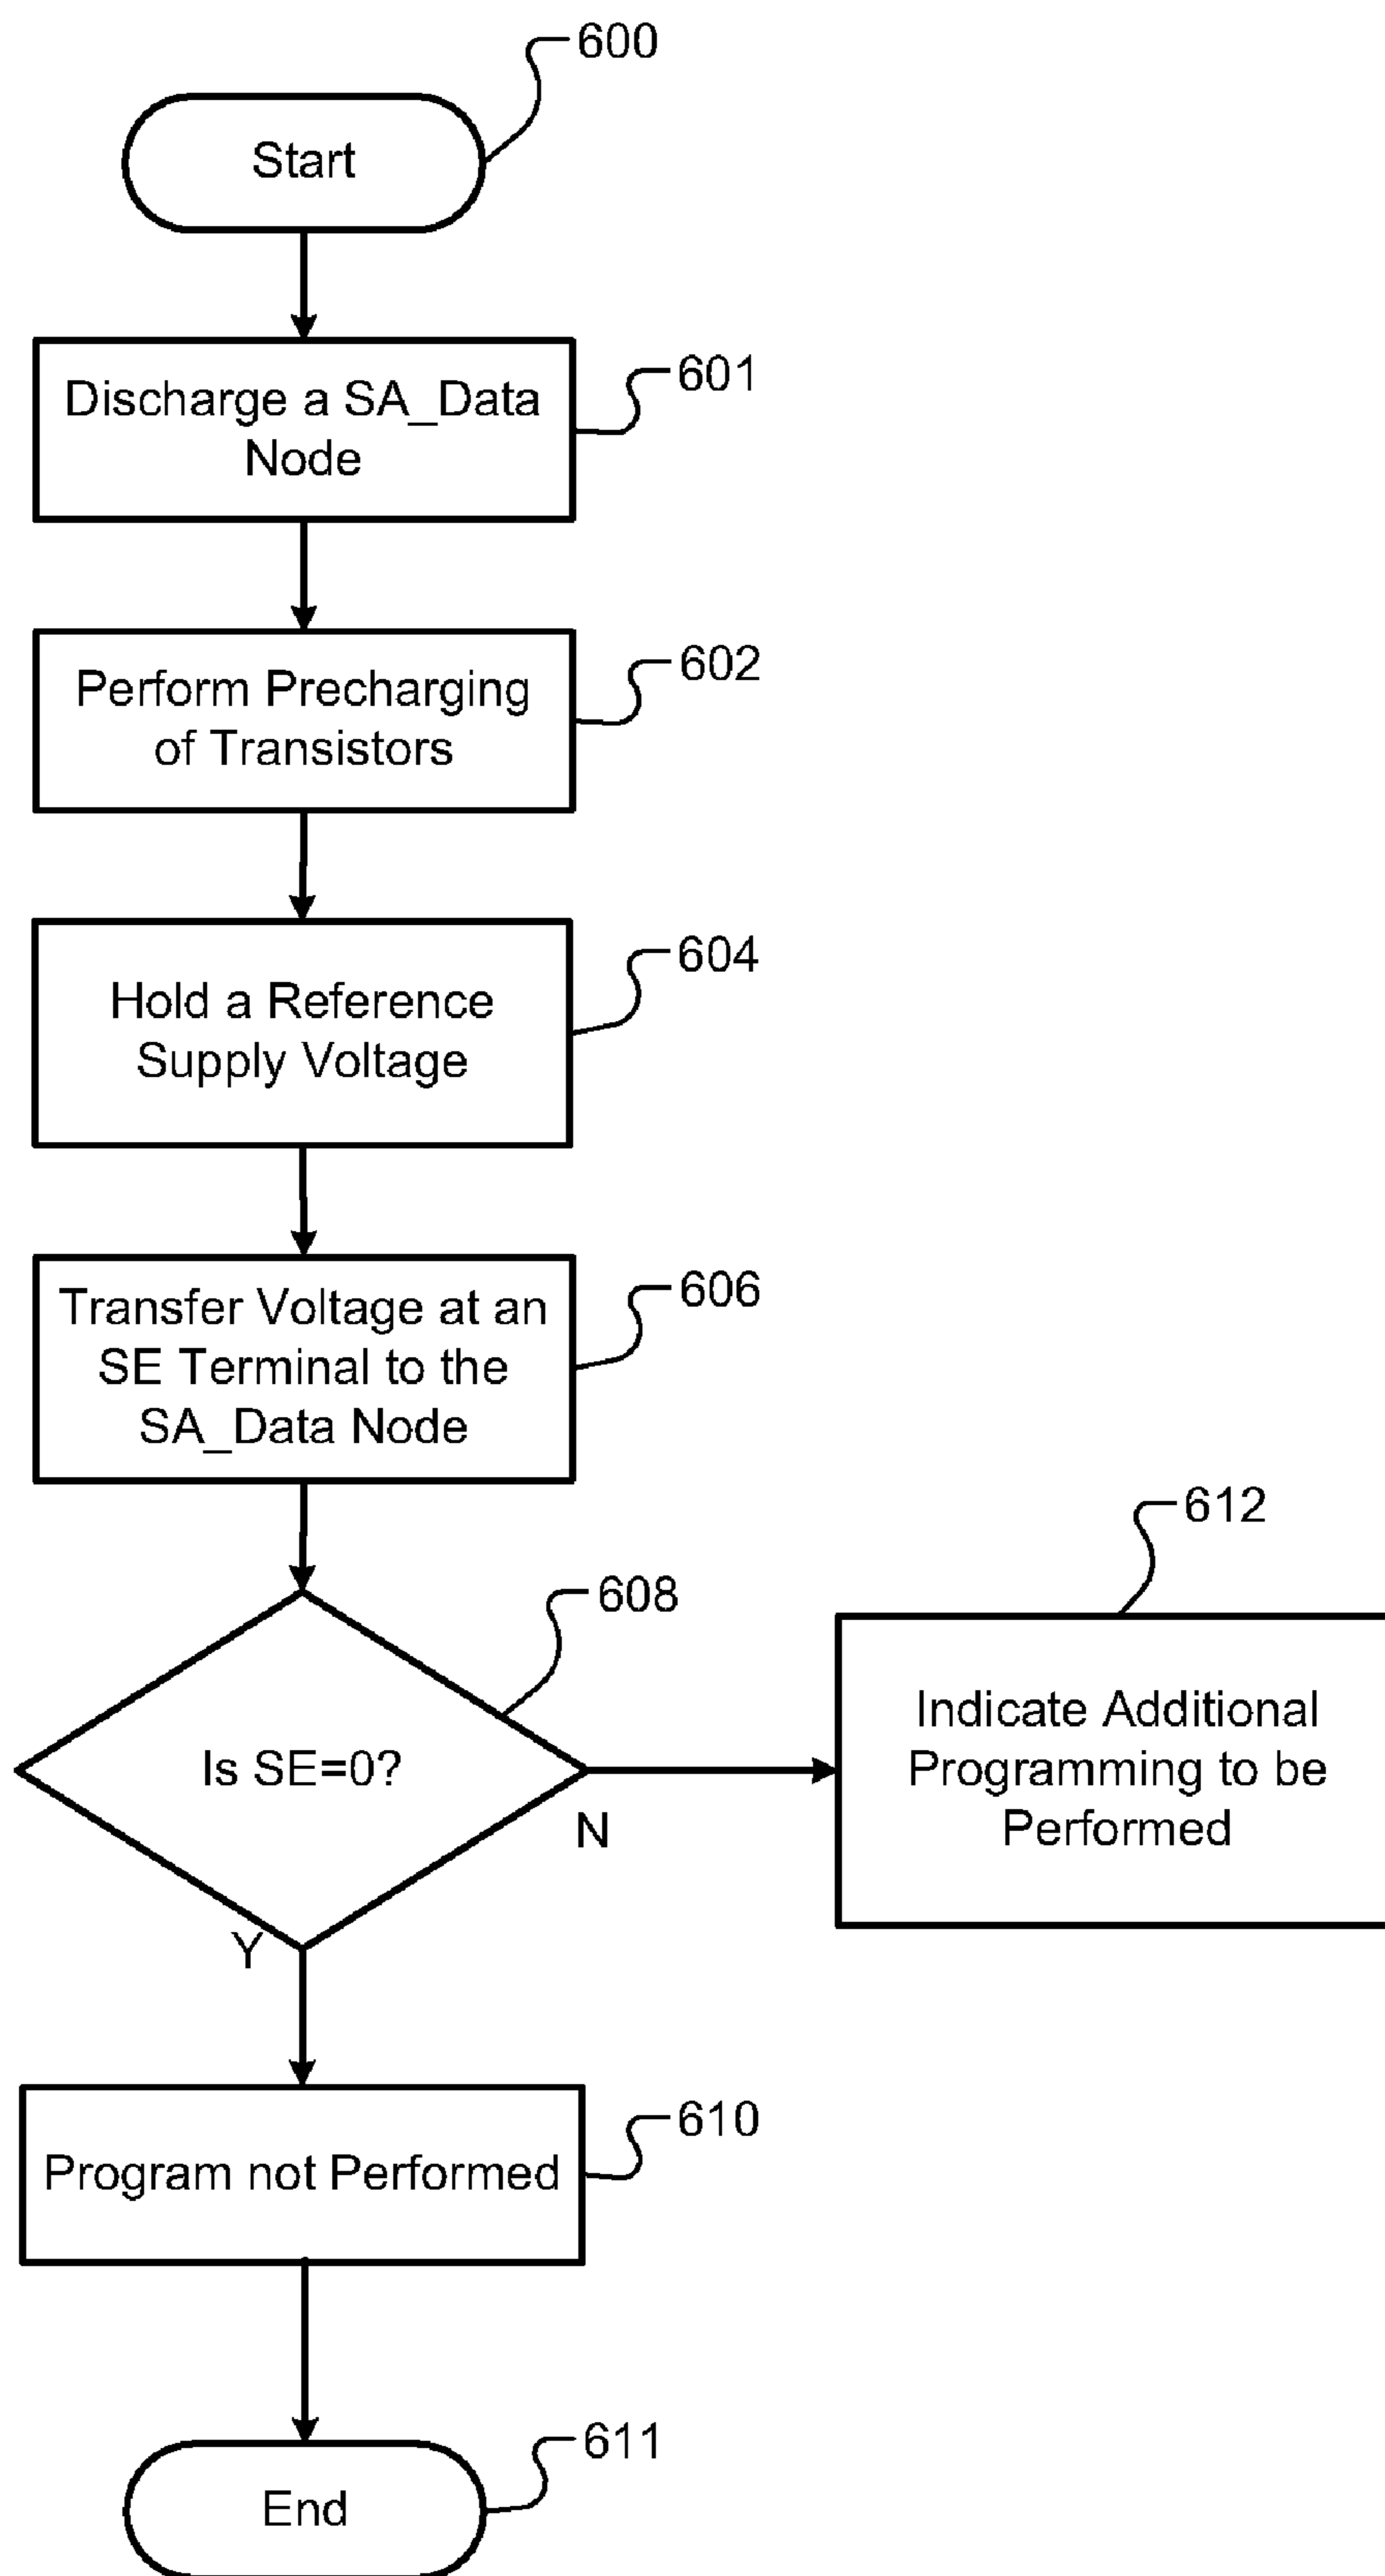 600
Start
601
Discharge a SA_Data
Node
602
Perform Precharging
of Transistors
604
Hold a Reference
Supply Voltage
606
Transfer Voltage at an
SE Terminal to the
SA_Data Node
608
Is SE=0?
N
Y
612
Indicate Additional
Programming to be
Performed
610
Program not Performed
611
End